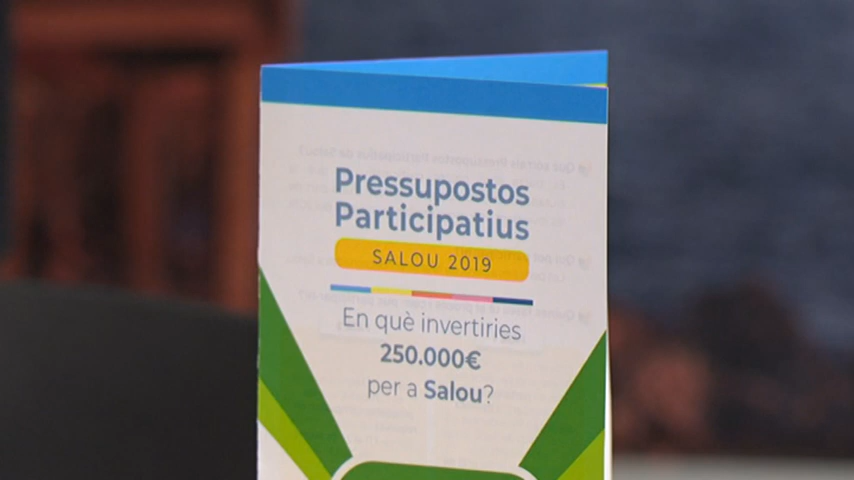 Pressupostos
Participatius
SALOU 2019
En què invertiries
250.000€
per a Salou?